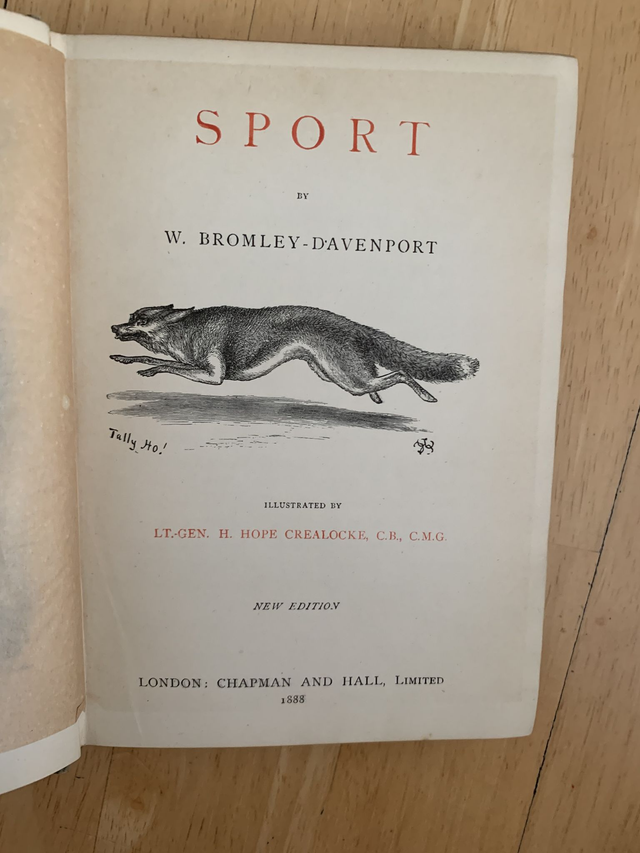 SPORT
BY
W. BROMLEY-DAVENPORT
Tally Ho!
ILLUSTRATED BY
LT.-GEN. H. HOPE CREALOCKE, C.B., C.M.G.
NEW EDITION
LONDON: CHAPMAN AND HALL, LIMITED
1888